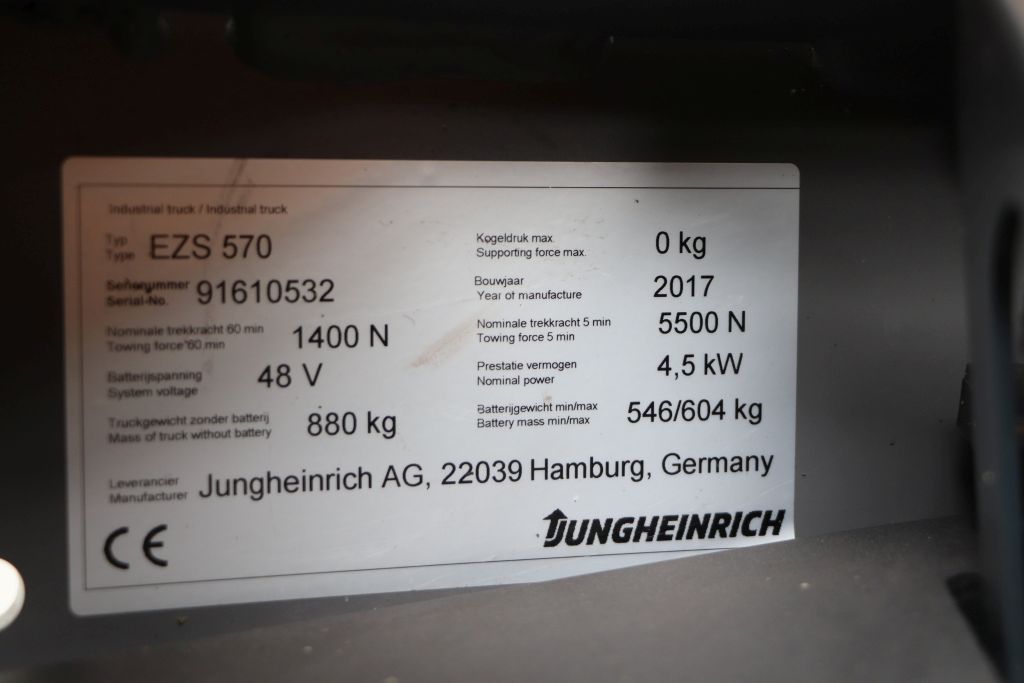 Industrial truck / Industrial truck
Typ
Type EZS 570
Kogeldruk max.
Supporting force max. 0 kg
Serienummer
Serial-No. 91610532
Bouwjaar
Year of manufacture 2017
Nominale trekkracht 60 min
Towing force 60 min 1400 N
Nominale trekkracht 5 min
Towing force 5 min 5500 N
Batterijspanning
System voltage 48 V
Prestatie vermogen
Nominal power 4,5 kW
Truckgewicht zonder batterij
Mass of truck without battery 880 kg
Batterijgewicht min/max
Battery mass min/max 546/604 kg
Leverancier
Manufacturer Jungheinrich AG, 22039 Hamburg, Germany
CE
JUNGHEINRICH